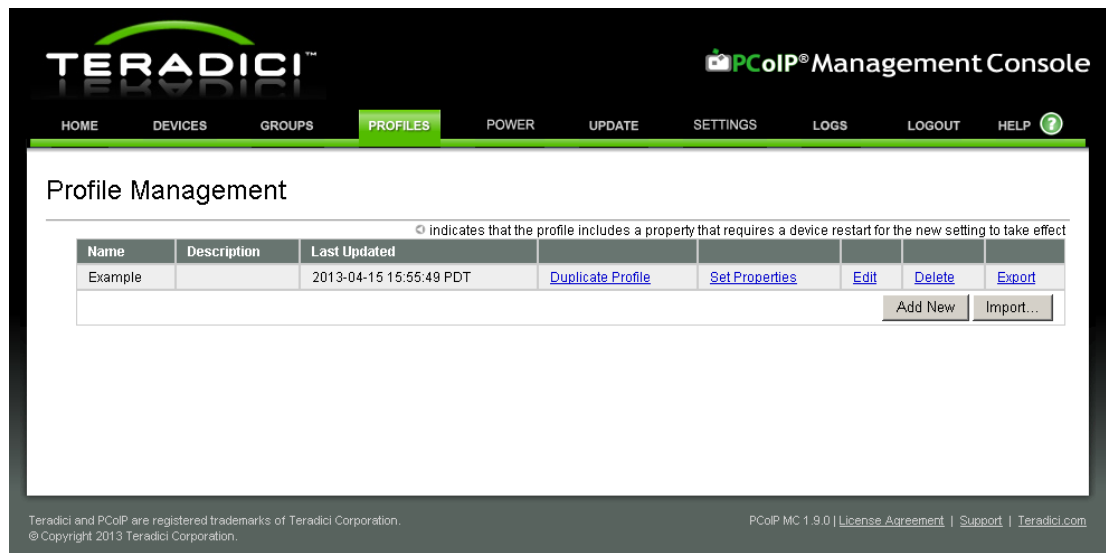 TERADICI™
PCoIP® Management Console
HOME DEVICES GROUPS PROFILES POWER UPDATE SETTINGS LOGS LOGOUT HELP ?
Profile Management
indicates that the profile includes a property that requires a device restart for the new setting to take effect
Name Description Last Updated
Example 2013-04-15 15:55:49 PDT Duplicate Profile Set Properties Edit Delete Export
Add New Import...
Teradici and PCoIP are registered trademarks of Teradici Corporation.
© Copyright 2013 Teradici Corporation.
PCoIP MC 1.9.0 | License Agreement | Support | Teradici.com